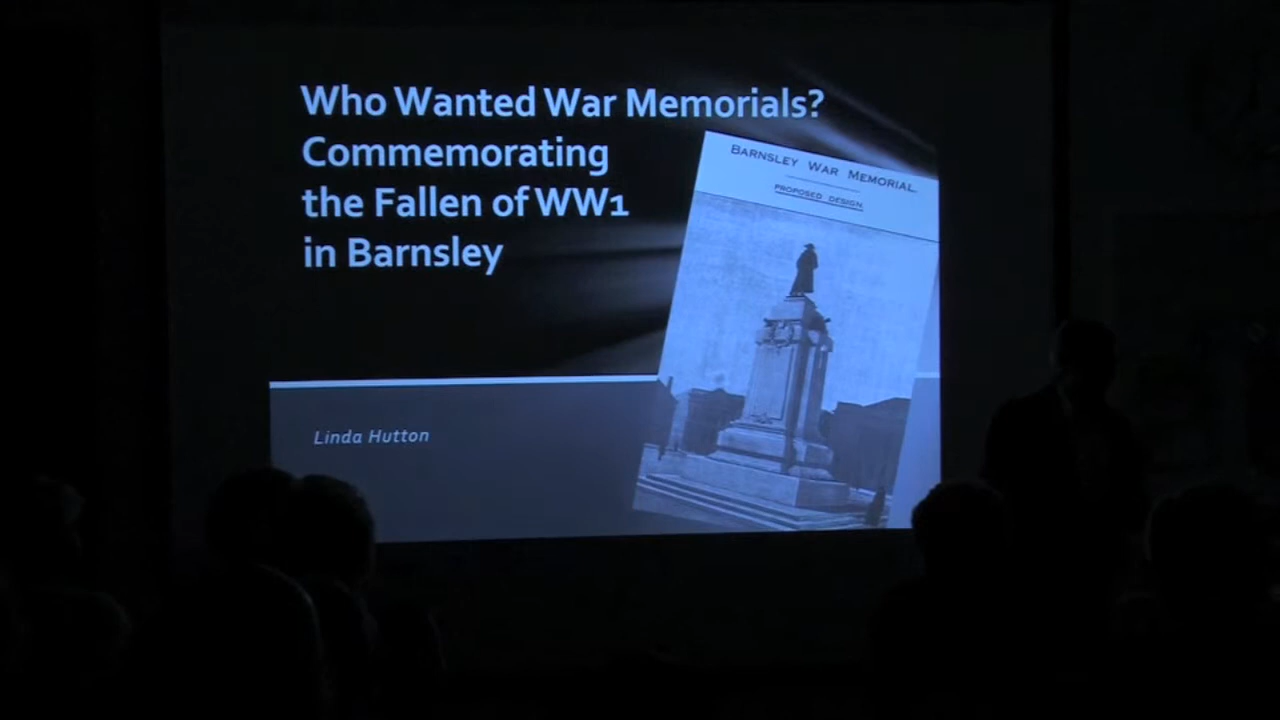 Who Wanted War Memorials?
Commemorating
the Fallen of WW1
in Barnsley
BARNSLEY WAR MEMORIAL.
PROPOSED DESIGN.
Linda Hutton